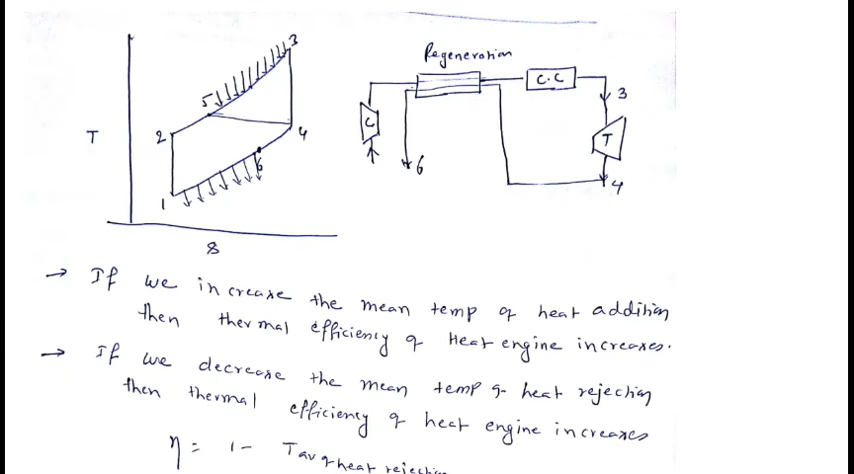 3
Regeneration
5
C.C
3
2
4
C
T
T
6
6
4
1
s
→ If we increase the mean temp of heat addition
then thermal efficiency of Heat engine increases.
→ If we decrease the mean temp of heat rejection
then thermal efficiency of heat engine increases
η = 1- Tav of heat rejection